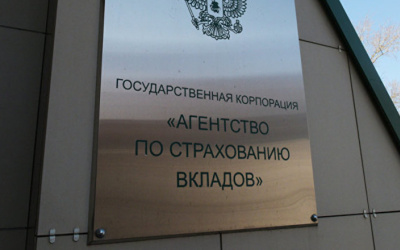 ГОСУДАРСТВЕННАЯ КОРПОРАЦИЯ
«АГЕНТСТВО
ПО СТРАХОВАНИЮ
ВКЛАДОВ»